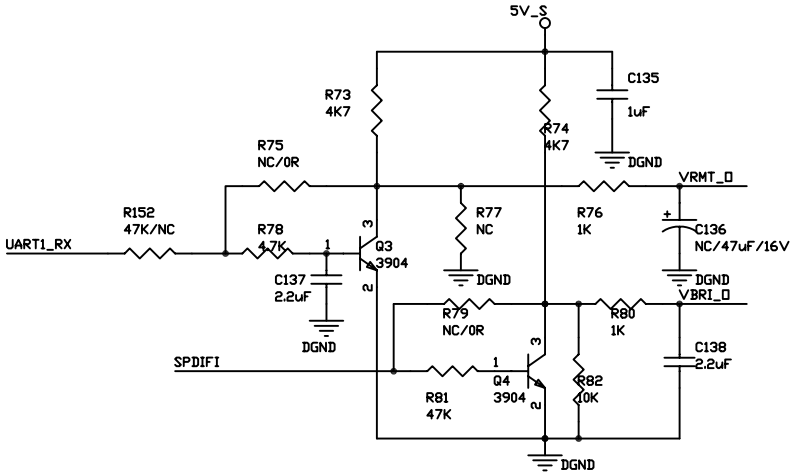 5V_S
C135
1uF
DGND
R73
4K7
R74
4K7
R75
NC/0R
VRMT_O
R152
47K/NC
R78
4.7K
R77
NC
R76
1K
+
C136
NC/47uF/16V
UART1_RX
1
3
Q3
3904
2
C137
2.2uF
DGND
DGND
DGND
VBRI_O
R79
NC/0R
R80
1K
SPDIFI
1
3
Q4
3904
2
R81
47K
R82
10K
C138
2.2uF
DGND